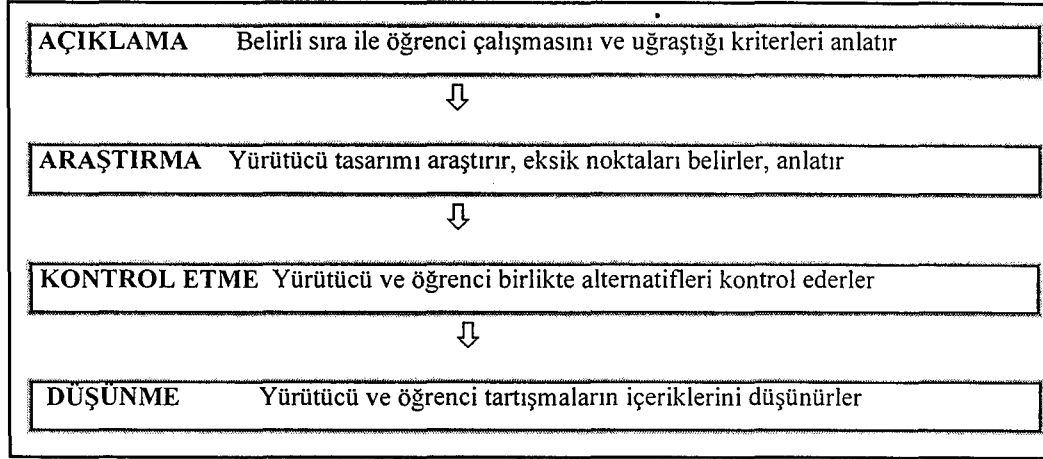 AÇIKLAMA Belirli sıra ile öğrenci çalışmasını ve uğraştığı kriterleri anlatır
ARAŞTIRMA Yürütücü tasarımı araştırır, eksik noktaları belirler, anlatır
KONTROL ETME Yürütücü ve öğrenci birlikte alternatifleri kontrol ederler
DÜŞÜNME Yürütücü ve öğrenci tartışmaların içeriklerini düşünürler